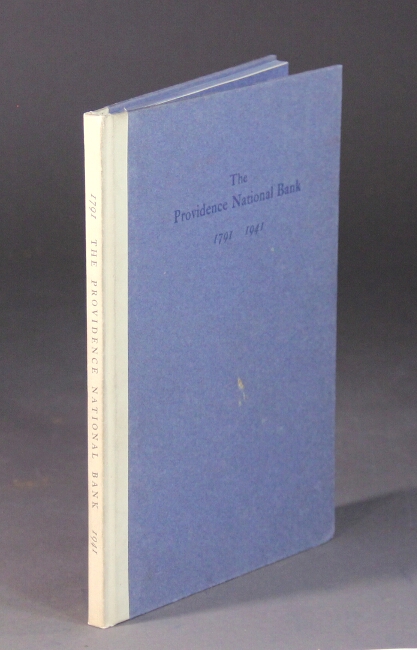 1791 THE PROVIDENCE NATIONAL BANK 1941
The
Providence National Bank
1791 1941